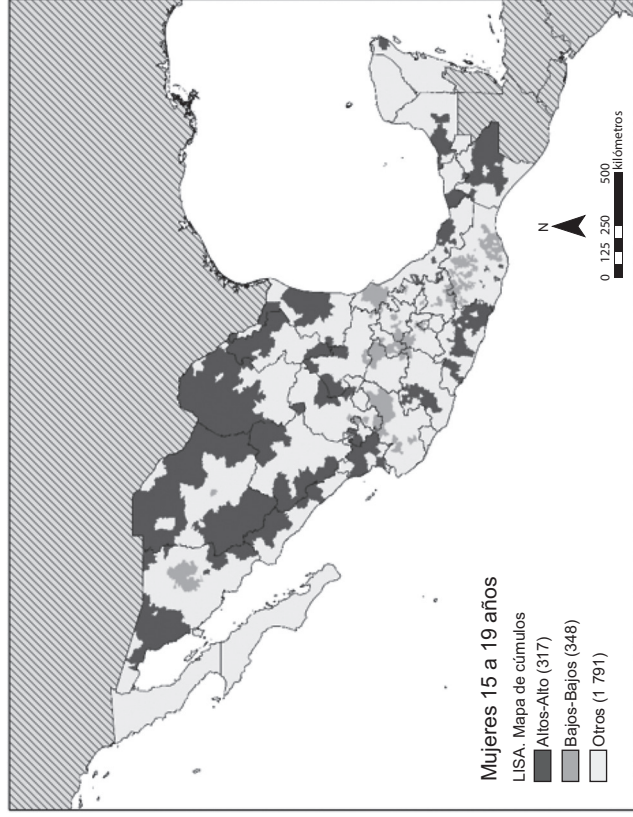 Mujeres 15 a 19 años
LISA. Mapa de cúmulos
Altos-Alto (317)
Bajos-Bajos (348)
Otros (1 791)
N
0 125 250 500
kilómetros